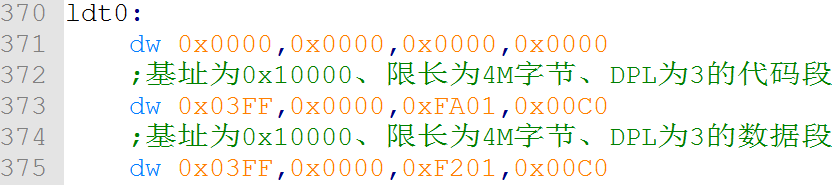 370 ldt0:
371     dw 0x0000,0x0000,0x0000,0x0000
372     ;基址为0x10000、限长为4M字节、DPL为3的代码段
373     dw 0x03FF,0x0000,0xFA01,0x00C0
374     ;基址为0x10000、限长为4M字节、DPL为3的数据段
375     dw 0x03FF,0x0000,0xF201,0x00C0